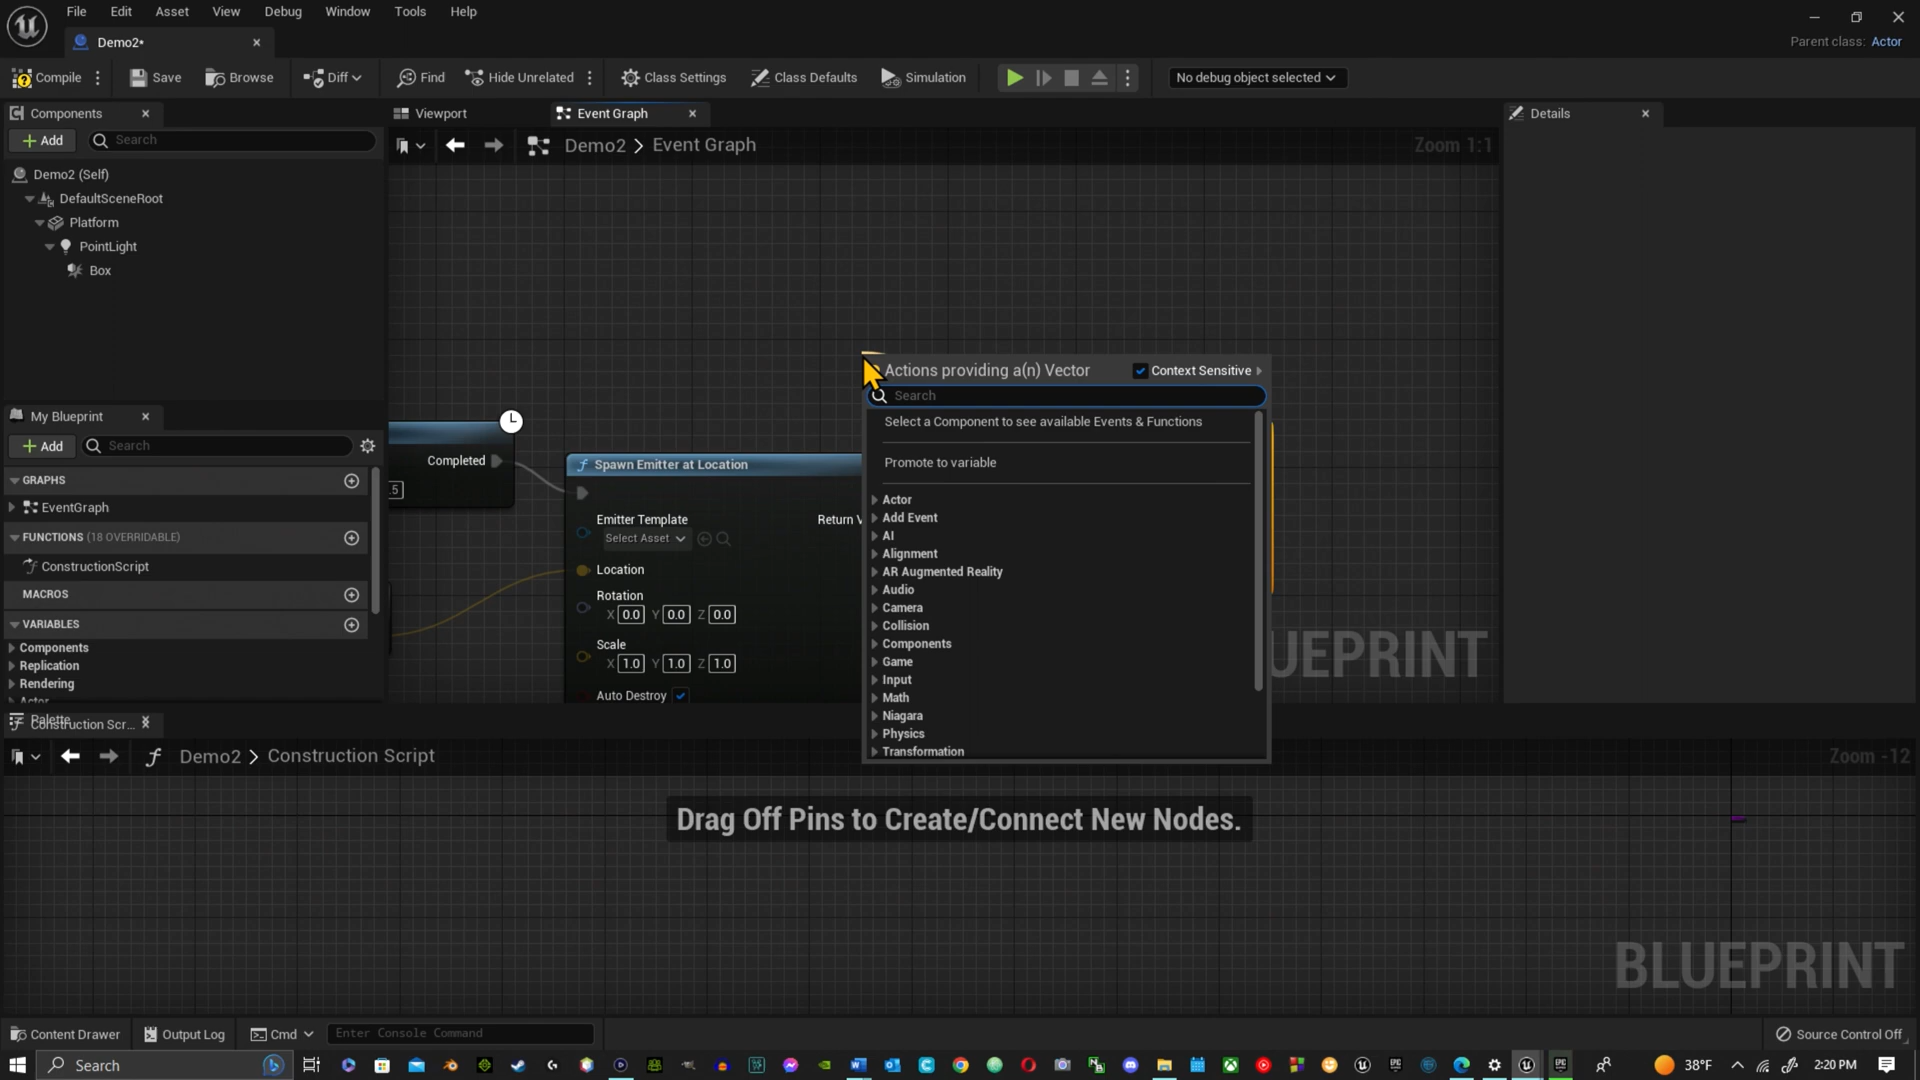 File Edit Asset View Debug Window Tools Help
Demo2*
Parent class: Actor
Compile Save Browse Diff Find Hide Unrelated Class Settings Class Defaults Simulation No debug object selected
Components Viewport Event Graph Details
Add Search Demo2 > Event Graph Zoom 1:1
Demo2 (Self)
DefaultSceneRoot
Platform
PointLight
Box
My Blueprint
Add Search
GRAPHS
EventGraph
FUNCTIONS (18 OVERRIDABLE)
ConstructionScript
MACROS
VARIABLES
Components
Replication
Rendering
Actor
Completed
.5
Spawn Emitter at Location
Emitter Template Return V
Select Asset
Location
Rotation
X 0.0 Y 0.0 Z 0.0
Scale
X 1.0 Y 1.0 Z 1.0
Auto Destroy
Actions providing a(n) Vector Context Sensitive
Search
Select a Component to see available Events & Functions
Promote to variable
Actor
Add Event
AI
Alignment
AR Augmented Reality
Audio
Camera
Collision
Components
Game
Input
Math
Niagara
Physics
Transformation
UEPRINT
Palette
Construction Scr...
Demo2 > Construction Script Zoom -12
Drag Off Pins to Create/Connect New Nodes.
BLUEPRINT
Content Drawer Output Log Cmd Enter Console Command Source Control Off
Search 38°F 2:20 PM